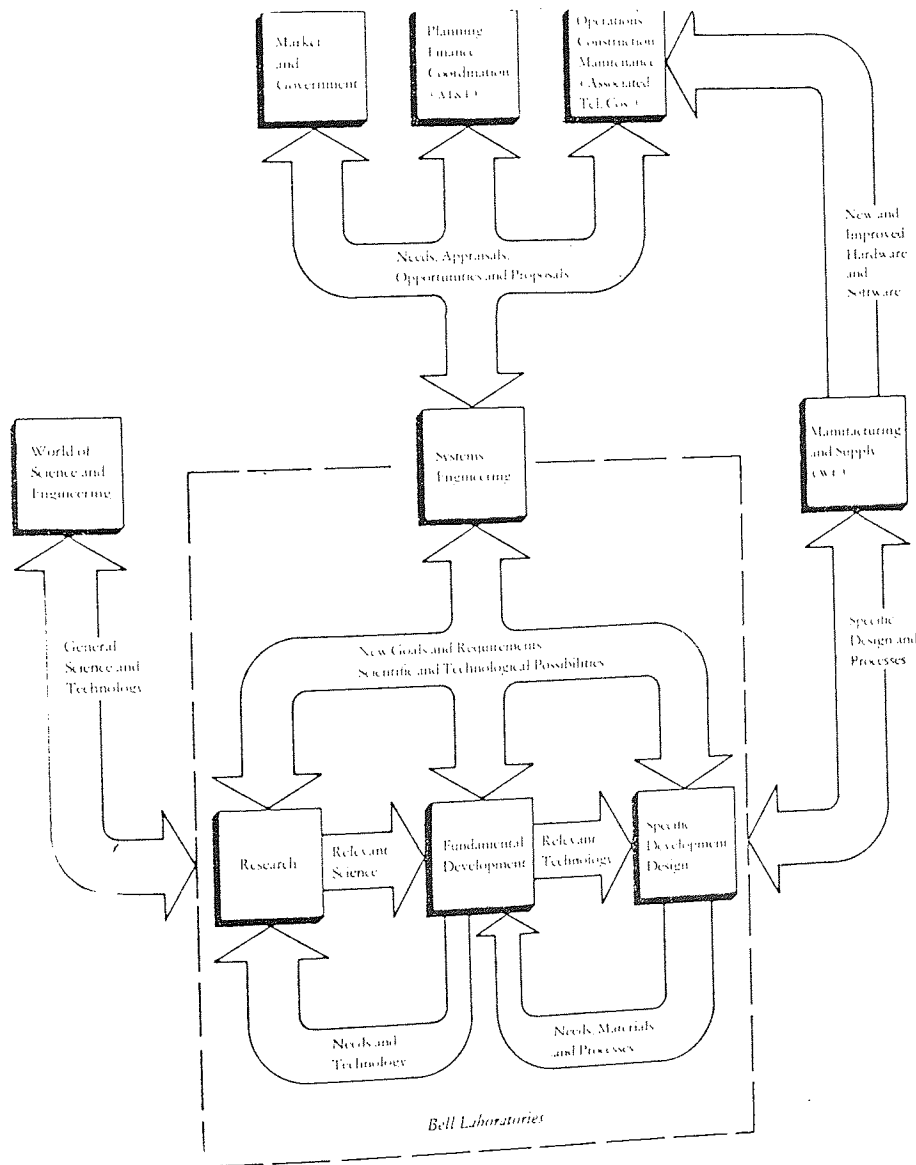 Market
and
Government
Planning
Finance
Coordination
(AT&T)
Operations
Construction
Maintenance
(Associated
Tel. Cos.)
New and
Improved
Hardware
and
Software
Needs, Appraisals,
Opportunities and Proposals
World of
Science and
Engineering
Systems
Engineering
Manufacturing
and Supply
(WE)
General
Science and
Technology
New Goals and Requirements
Scientific and Technological Possibilities
Specific
Design and
Processes
Research
Relevant
Science
Fundamental
Development
Relevant
Technology
Specific
Development
Design
Needs and
Technology
Needs, Materials
and Processes
Bell Laboratories